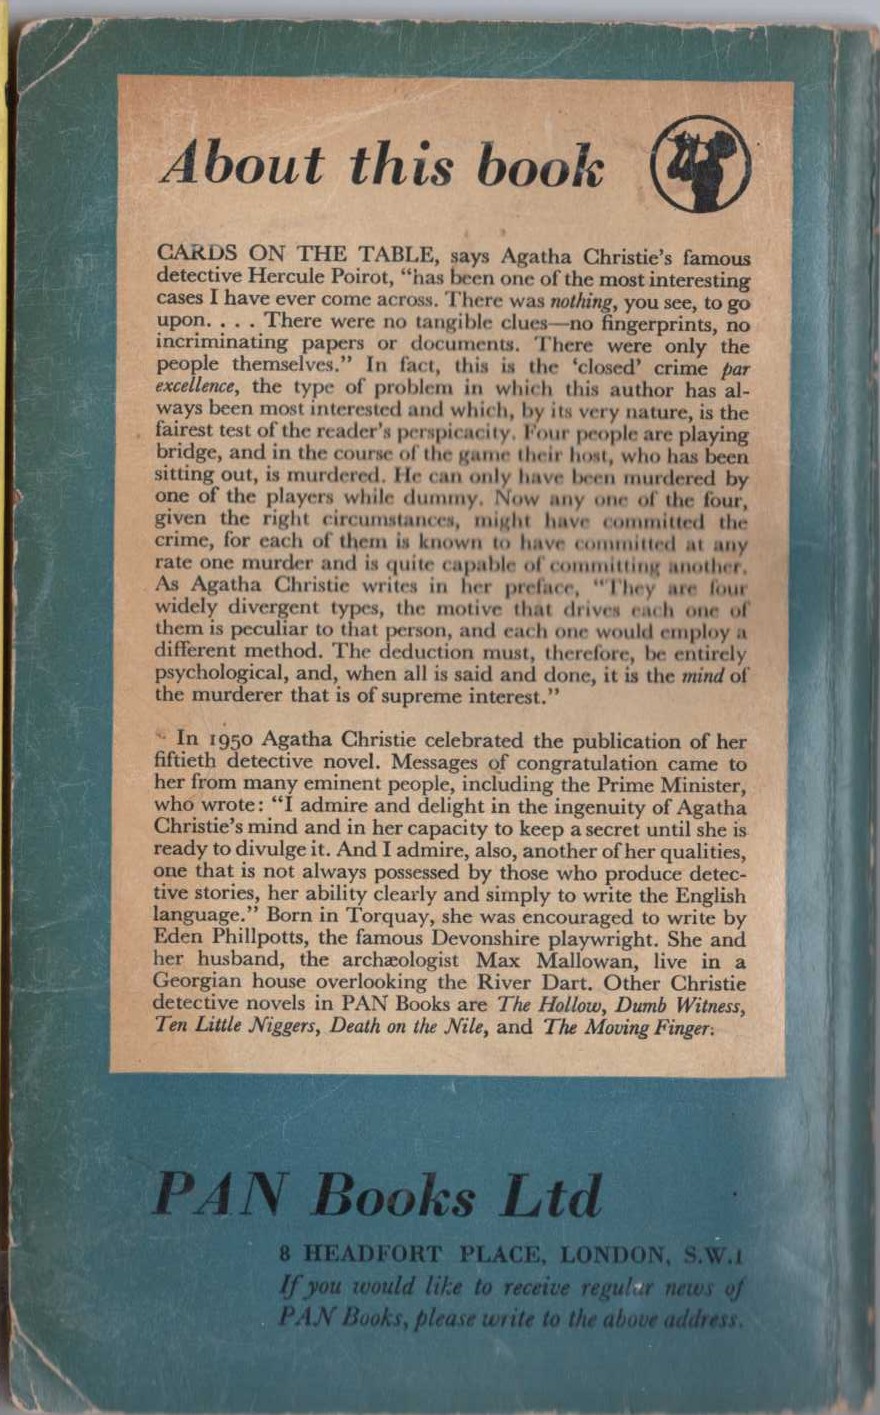 About this book
CARDS ON THE TABLE, says Agatha Christie's famous
detective Hercule Poirot, "has been one of the most interesting
cases I have ever come across. There was nothing, you see, to go
upon. . . . There were no tangible clues—no fingerprints, no
incriminating papers or documents. There were only the
people themselves." In fact, this is the 'closed' crime par
excellence, the type of problem in which this author has al-
ways been most interested and which, by its very nature, is the
fairest test of the reader's perspicacity. Four people are playing
bridge, and in the course of the game their host, who has been
sitting out, is murdered. He can only have been murdered by
one of the players while dummy. Now any one of the four,
given the right circumstances, might have committed the
crime, for each of them is known to have committed at any
rate one murder and is quite capable of committing another.
As Agatha Christie writes in her preface, "They are four
widely divergent types, the motive that drives each one of
them is peculiar to that person, and each one would employ a
different method. The deduction must, therefore, be entirely
psychological, and, when all is said and done, it is the mind of
the murderer that is of supreme interest."
In 1950 Agatha Christie celebrated the publication of her
fiftieth detective novel. Messages of congratulation came to
her from many eminent people, including the Prime Minister,
who wrote: "I admire and delight in the ingenuity of Agatha
Christie's mind and in her capacity to keep a secret until she is
ready to divulge it. And I admire, also, another of her qualities,
one that is not always possessed by those who produce detec-
tive stories, her ability clearly and simply to write the English
language." Born in Torquay, she was encouraged to write by
Eden Phillpotts, the famous Devonshire playwright. She and
her husband, the archæologist Max Mallowan, live in a
Georgian house overlooking the River Dart. Other Christie
detective novels in PAN Books are The Hollow, Dumb Witness,
Ten Little Niggers, Death on the Nile, and The Moving Finger.
PAN Books Ltd
8 HEADFORT PLACE, LONDON, S.W.1
If you would like to receive regular news of
PAN Books, please write to the above address.